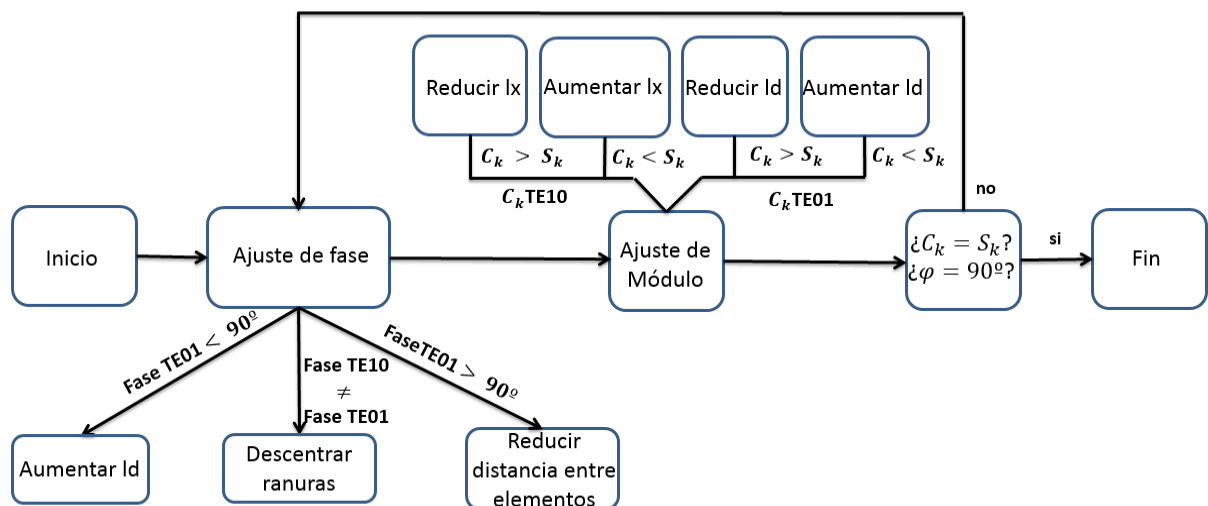 Reducir lx
Aumentar lx
Reducir ld
Aumentar ld
Cₖ > Sₖ
Cₖ < Sₖ
Cₖ > Sₖ
Cₖ < Sₖ
CₖTE10
CₖTE01
no
Inicio
Ajuste de fase
Ajuste de
Módulo
¿Cₖ = Sₖ?
¿φ = 90º?
si
Fin
Fase TE01 < 90º
Fase TE10
≠
Fase TE01
FaseTE01 > 90º
Aumentar ld
Descentrar
ranuras
Reducir
distancia entre
elementos